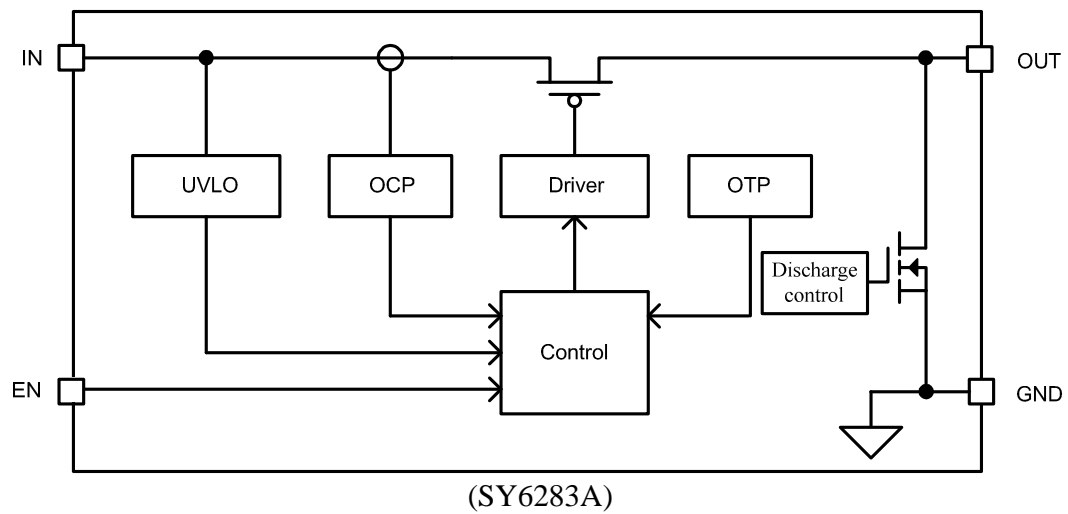 IN
OUT
UVLO
OCP
Driver
OTP
Discharge
control
Control
EN
GND
(SY6283A)